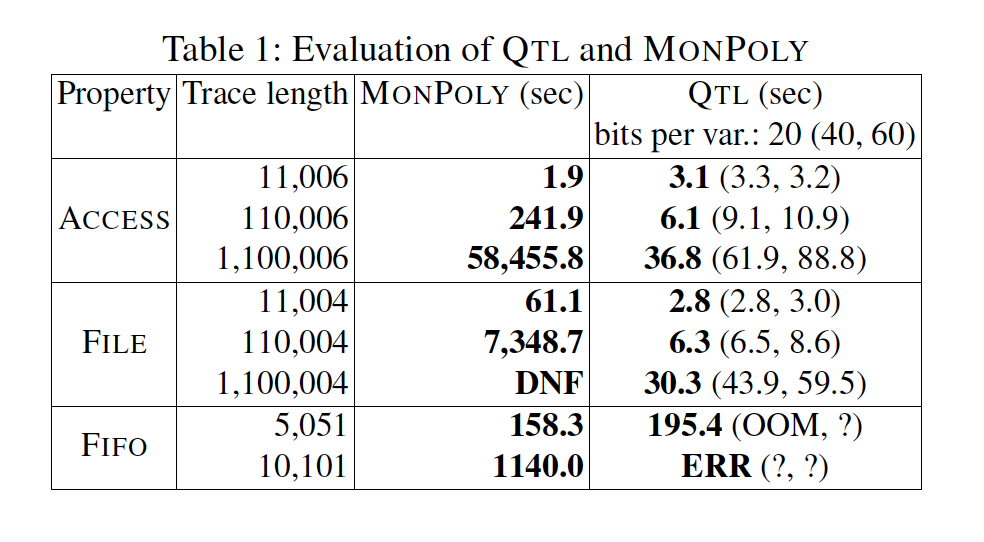 Table 1: Evaluation of QTL and MONPOLY
Property Trace length MONPOLY (sec) QTL (sec)
bits per var.: 20 (40, 60)
11,006 1.9 3.1 (3.3, 3.2)
ACCESS 110,006 241.9 6.1 (9.1, 10.9)
1,100,006 58,455.8 36.8 (61.9, 88.8)
11,004 61.1 2.8 (2.8, 3.0)
FILE 110,004 7,348.7 6.3 (6.5, 8.6)
1,100,004 DNF 30.3 (43.9, 59.5)
FIFO 5,051 158.3 195.4 (OOM, ?)
10,101 1140.0 ERR (?, ?)